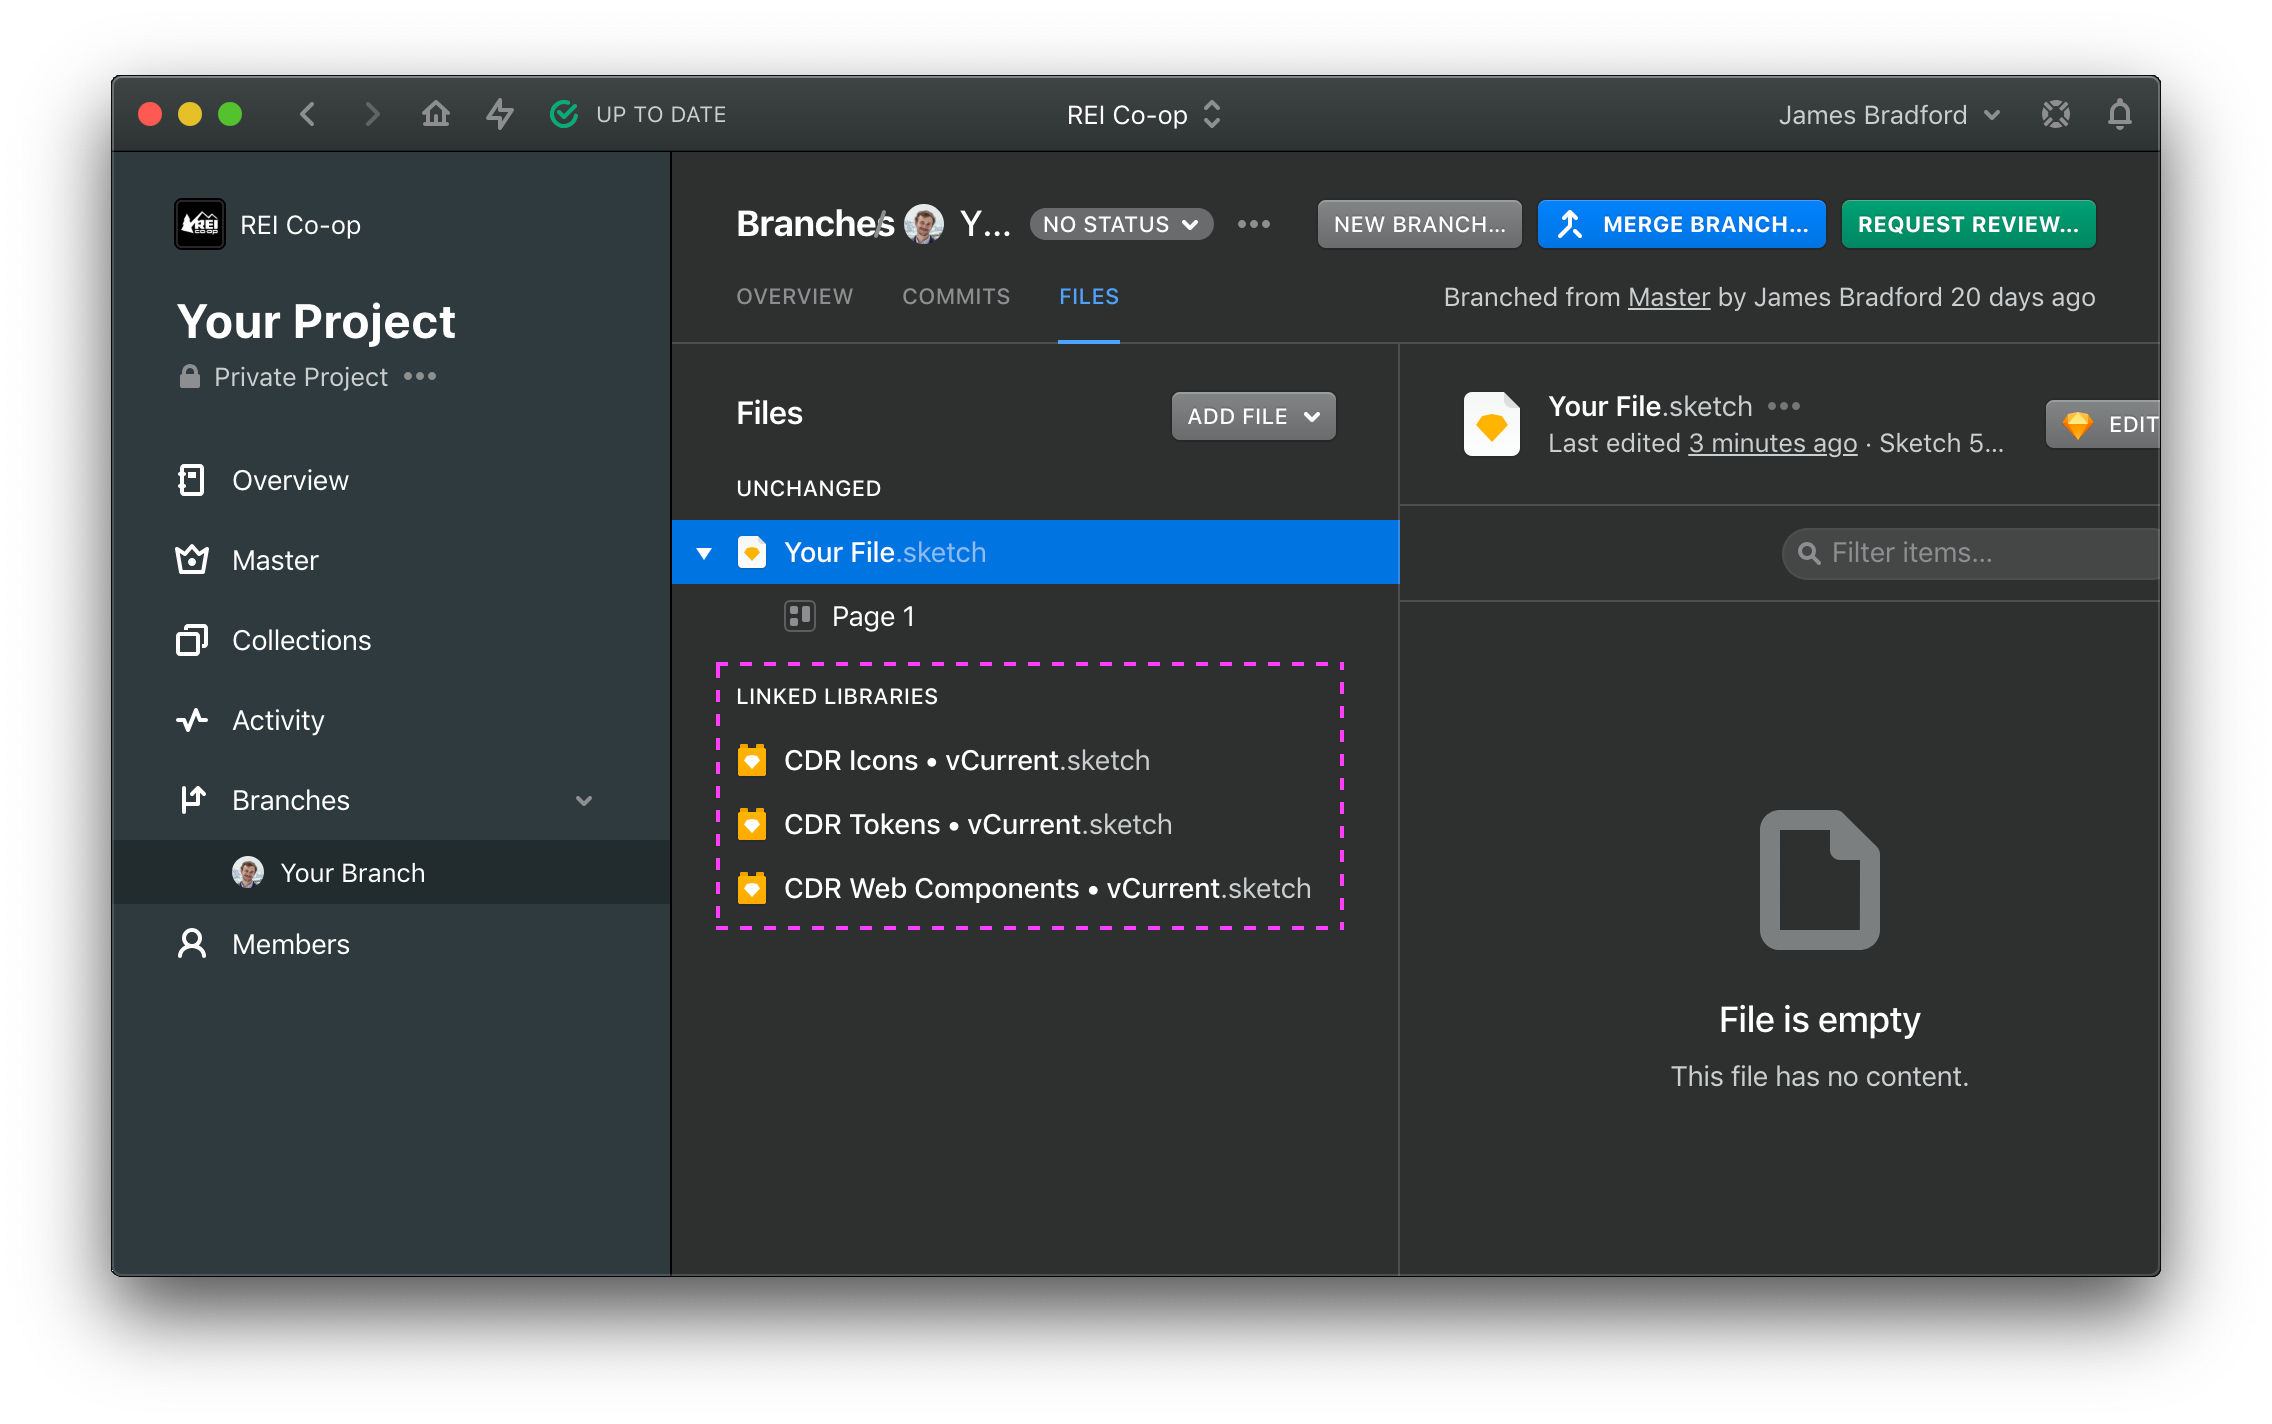 UP TO DATE
REI Co-op
James Bradford
REI CO·OP
REI Co-op
Your Project
Private Project
Overview
Master
Collections
Activity
Branches
Your Branch
Members
Branches / Y...
NO STATUS
NEW BRANCH...
MERGE BRANCH...
REQUEST REVIEW...
OVERVIEW
COMMITS
FILES
Branched from Master by James Bradford 20 days ago
Files
ADD FILE
UNCHANGED
Your File.sketch
Page 1
LINKED LIBRARIES
CDR Icons • vCurrent.sketch
CDR Tokens • vCurrent.sketch
CDR Web Components • vCurrent.sketch
Your File.sketch
Last edited 3 minutes ago · Sketch 5...
EDIT
Filter items...
File is empty
This file has no content.